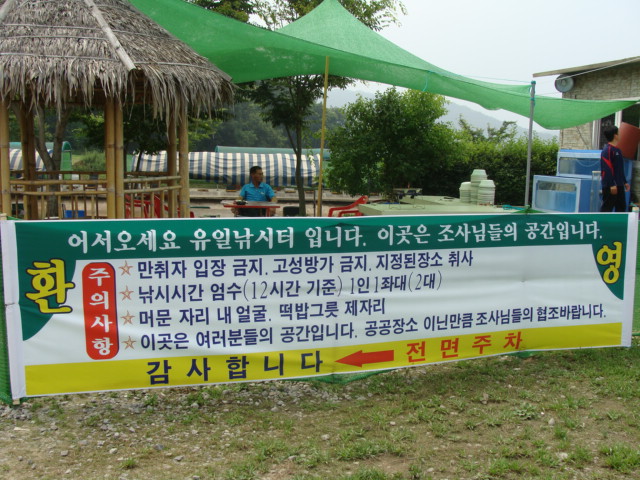 어서오세요 유일낚시터 입니다. 이곳은 조사님들의 공간입니다.
환영
주의사항
☆ 만취자 입장 금지. 고성방가 금지. 지정된장소 취사
☆ 낚시시간 엄수(12시간 기준) 1인 1좌대(2대)
☆ 머문 자리 내 얼굴. 떡밥그릇 제자리
☆ 이곳은 여러분들의 공간입니다. 공공장소 이닌만큼 조사님들의 협조바랍니다.
감사합니다 ← 전면주차